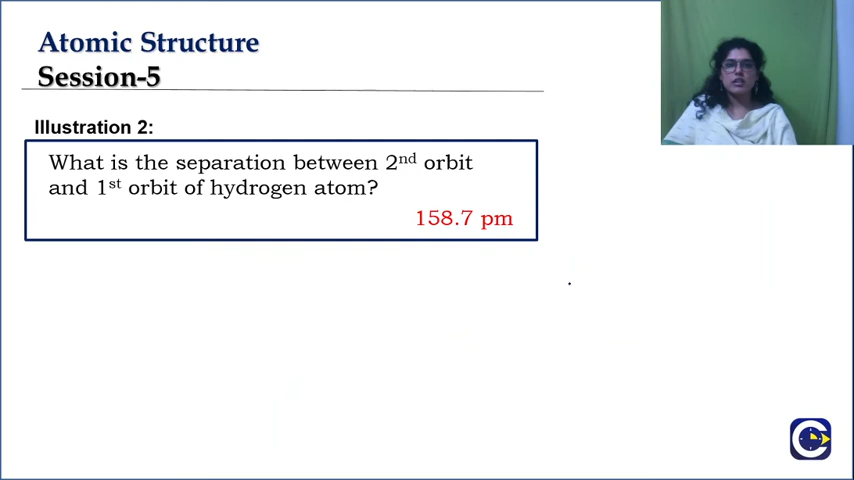 Atomic Structure
Session-5
Illustration 2:
What is the separation between 2nd orbit
and 1st orbit of hydrogen atom?
158.7 pm